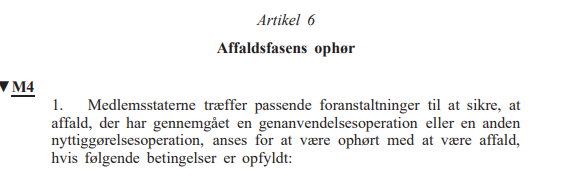 Artikel 6
Affaldsfasens ophør
▼M4
1. Medlemsstaterne træffer passende foranstaltninger til at sikre, at
affald, der har gennemgået en genanvendelsesoperation eller en anden
nyttiggørelsesoperation, anses for at være ophørt med at være affald,
hvis følgende betingelser er opfyldt: